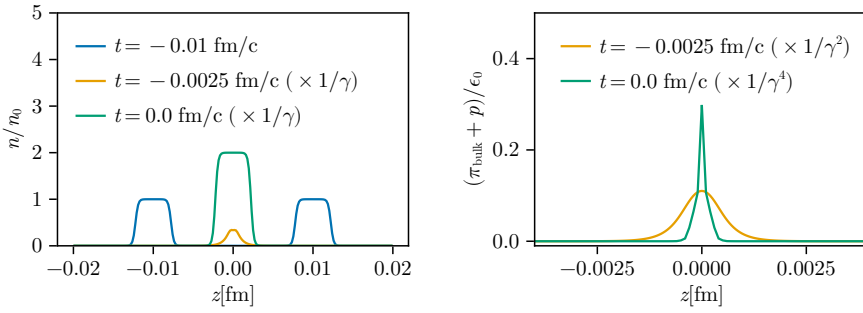 5
4
3
2
1
0
n/n₀
t = −0.01 fm/c
t = −0.0025 fm/c (×1/γ)
t = 0.0 fm/c (×1/γ)
−0.02
−0.01
0.00
0.01
0.02
z[fm]
0.4
0.2
0.0
(π_bulk + p)/ϵ₀
t = −0.0025 fm/c (×1/γ²)
t = 0.0 fm/c (×1/γ⁴)
−0.0025
0.0000
0.0025
z[fm]